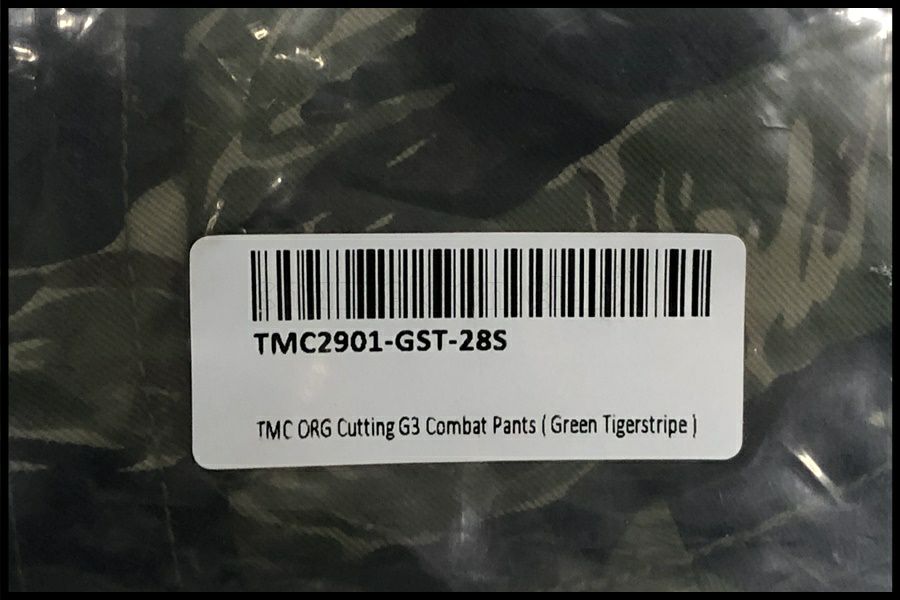 TMC2901-GST-28S
TMC ORG Cutting G3 Combat Pants ( Green Tigerstripe )